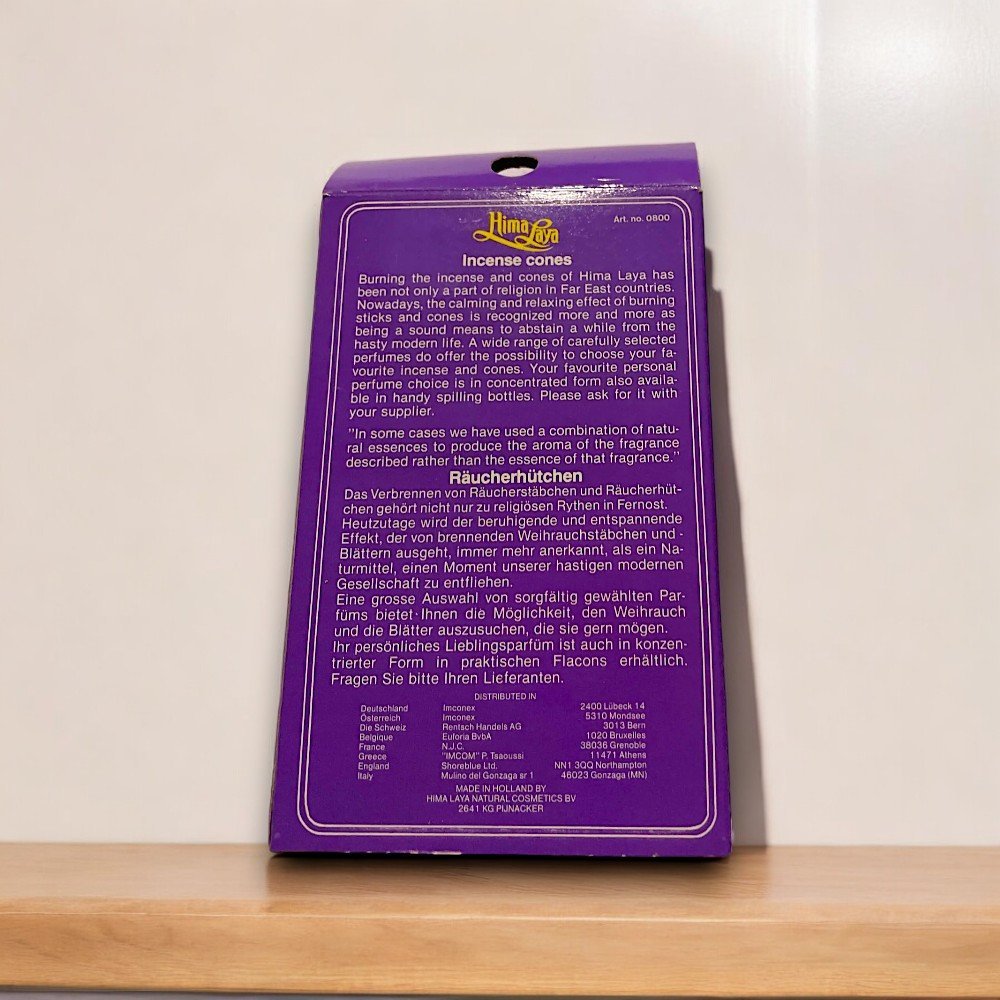 Hima Laya
Art. no. 0800
Incense cones
Burning the incense and cones of Hima Laya has
been not only a part of religion in Far East countries.
Nowadays, the calming and relaxing effect of burning
sticks and cones is recognized more and more as
being a sound means to abstain a while from the
hasty modern life. A wide range of carefully selected
perfumes do offer the possibility to choose your fa-
vourite incense and cones. Your favourite personal
perfume choice is in concentrated form also availa-
ble in handy spilling bottles. Please ask for it with
your supplier.
"In some cases we have used a combination of natu-
ral essences to produce the aroma of the fragrance
described rather than the essence of that fragrance."
Räucherhütchen
Das Verbrennen von Räucherstäbchen und Räucherhüt-
chen gehört nicht nur zu religiösen Rythen in Fernost.
Heutzutage wird der beruhigende und entspannende
Effekt, der von brennenden Weihrauchstäbchen und -
Blättern ausgeht, immer mehr anerkannt, als ein Na-
turmittel, einen Moment unserer hastigen modernen
Gesellschaft zu entfliehen.
Eine grosse Auswahl von sorgfältig gewählten Par-
füms bietet Ihnen die Möglichkeit, den Weihrauch
und die Blätter auszusuchen, die sie gern mögen.
Ihr persönliches Lieblingsparfüm ist auch in konzen-
trierter Form in praktischen Flacons erhältlich.
Fragen Sie bitte Ihren Lieferanten.
DISTRIBUTED IN
Deutschland Imconex 2400 Lübeck 14
Österreich Imconex 5310 Mondsee
Die Schweiz Rentsch Handels AG 3013 Bern
Belgique Euforia BvbA 1020 Bruxelles
France N.J.C. 38036 Grenoble
Greece "IMCOM" P. Tsaoussi 11471 Athens
England Shoreblue Ltd. NN1 3QQ Northampton
Italy Mulino del Gonzaga sr 1 46023 Gonzaga (MN)
MADE IN HOLLAND BY
HIMA LAYA NATURAL COSMETICS BV
2641 KG PIJNACKER